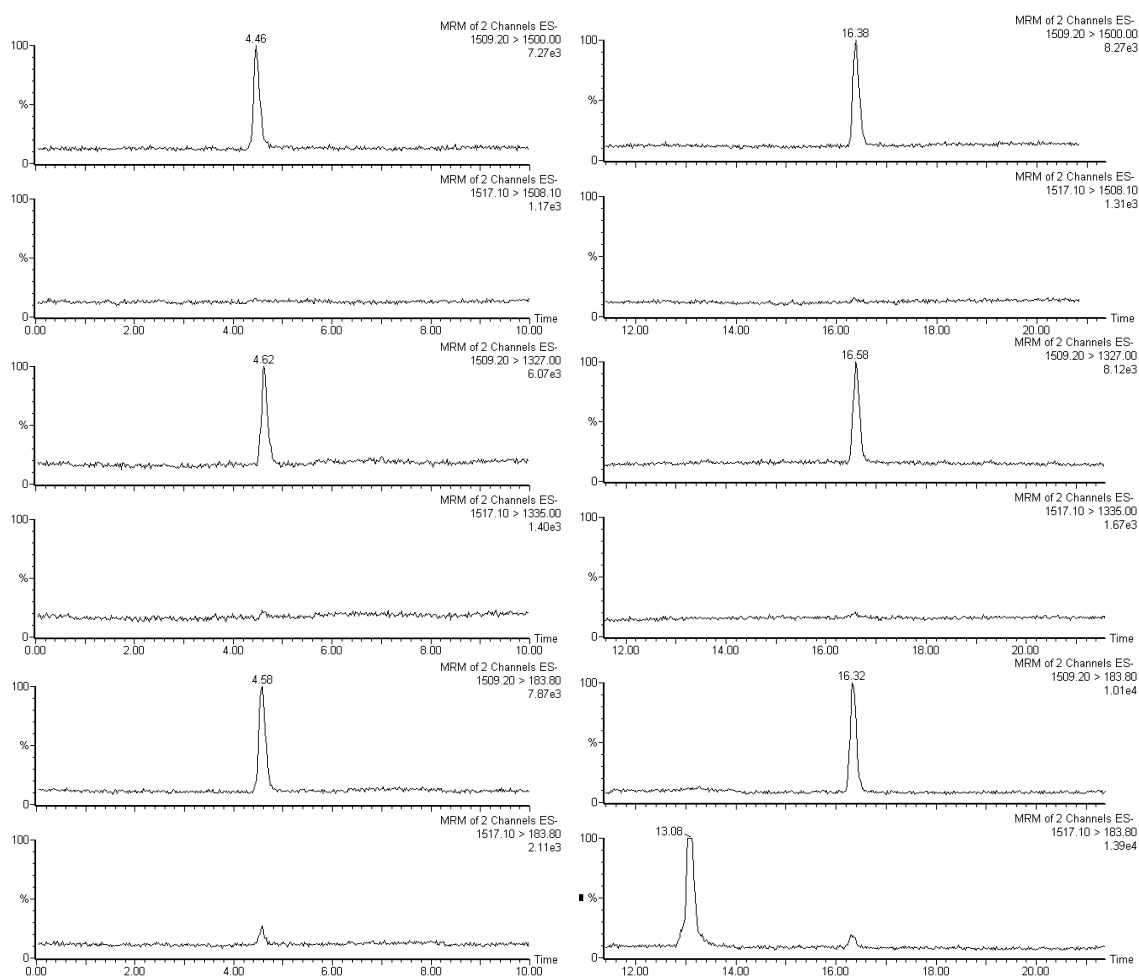 MRM of 2 Channels ES-
1509.20 > 1500.00
7.27e3
4.46
100
%
0
MRM of 2 Channels ES-
1517.10 > 1508.10
1.17e3
100
%
0
0.00 2.00 4.00 6.00 8.00 10.00
Time
MRM of 2 Channels ES-
1509.20 > 1327.00
6.07e3
4.62
100
%
0
MRM of 2 Channels ES-
1517.10 > 1335.00
1.40e3
100
%
0
0.00 2.00 4.00 6.00 8.00 10.00
Time
MRM of 2 Channels ES-
1509.20 > 183.80
7.87e3
4.58
100
%
0
MRM of 2 Channels ES-
1517.10 > 183.80
2.11e3
100
%
0
0.00 2.00 4.00 6.00 8.00 10.00
Time
MRM of 2 Channels ES-
1509.20 > 1500.00
8.27e3
16.38
100
%
0
MRM of 2 Channels ES-
1517.10 > 1508.10
1.31e3
100
%
0
12.00 14.00 16.00 18.00 20.00
Time
MRM of 2 Channels ES-
1509.20 > 1327.00
8.12e3
16.58
100
%
0
MRM of 2 Channels ES-
1517.10 > 1335.00
1.67e3
100
%
0
12.00 14.00 16.00 18.00 20.00
Time
MRM of 2 Channels ES-
1509.20 > 183.80
1.01e4
16.32
100
%
0
MRM of 2 Channels ES-
1517.10 > 183.80
1.39e4
13.08
100
%
0
12.00 14.00 16.00 18.00 20.00
Time